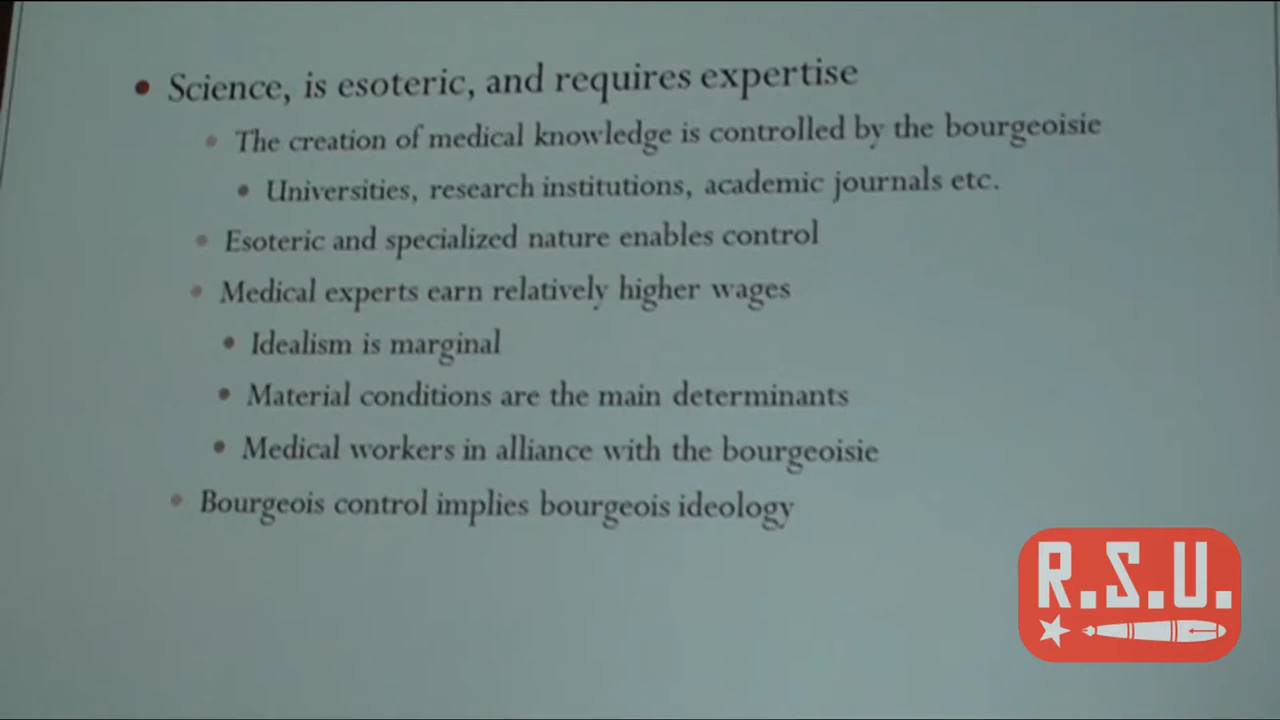 Science, is esoteric, and requires expertise
The creation of medical knowledge is controlled by the bourgeoisie
Universities, research institutions, academic journals etc.
Esoteric and specialized nature enables control
Medical experts earn relatively higher wages
Idealism is marginal
Material conditions are the main determinants
Medical workers in alliance with the bourgeoisie
Bourgeois control implies bourgeois ideology
R.S.U.